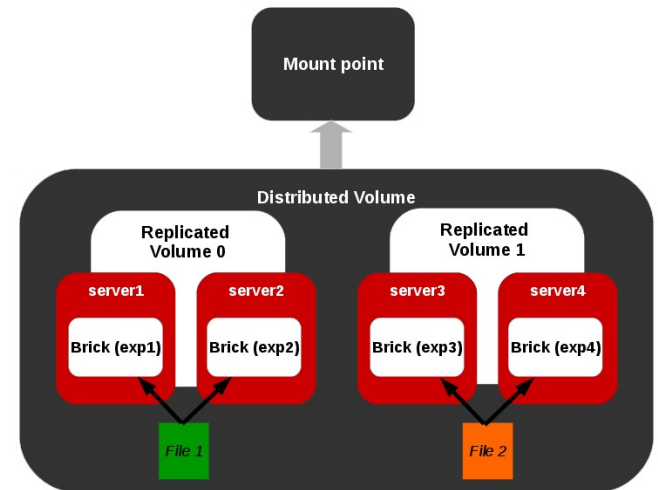 Mount point
Distributed Volume
Replicated
Volume 0
Replicated
Volume 1
server1
server2
server3
server4
Brick (exp1)
Brick (exp2)
Brick (exp3)
Brick (exp4)
File 1
File 2